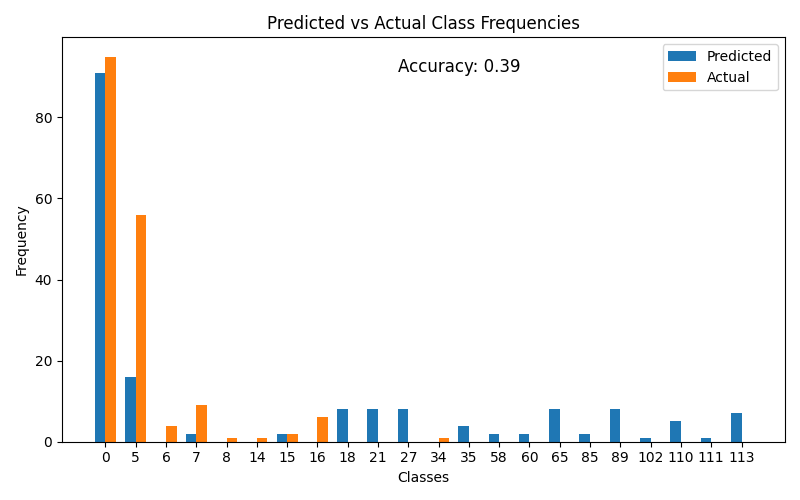 Predicted vs Actual Class Frequencies
Accuracy: 0.39
Predicted
Actual
Frequency
80
60
40
20
0
0 5 6 7 8 14 15 16 18 21 27 34 35 58 60 65 85 89 102 110 111 113
Classes